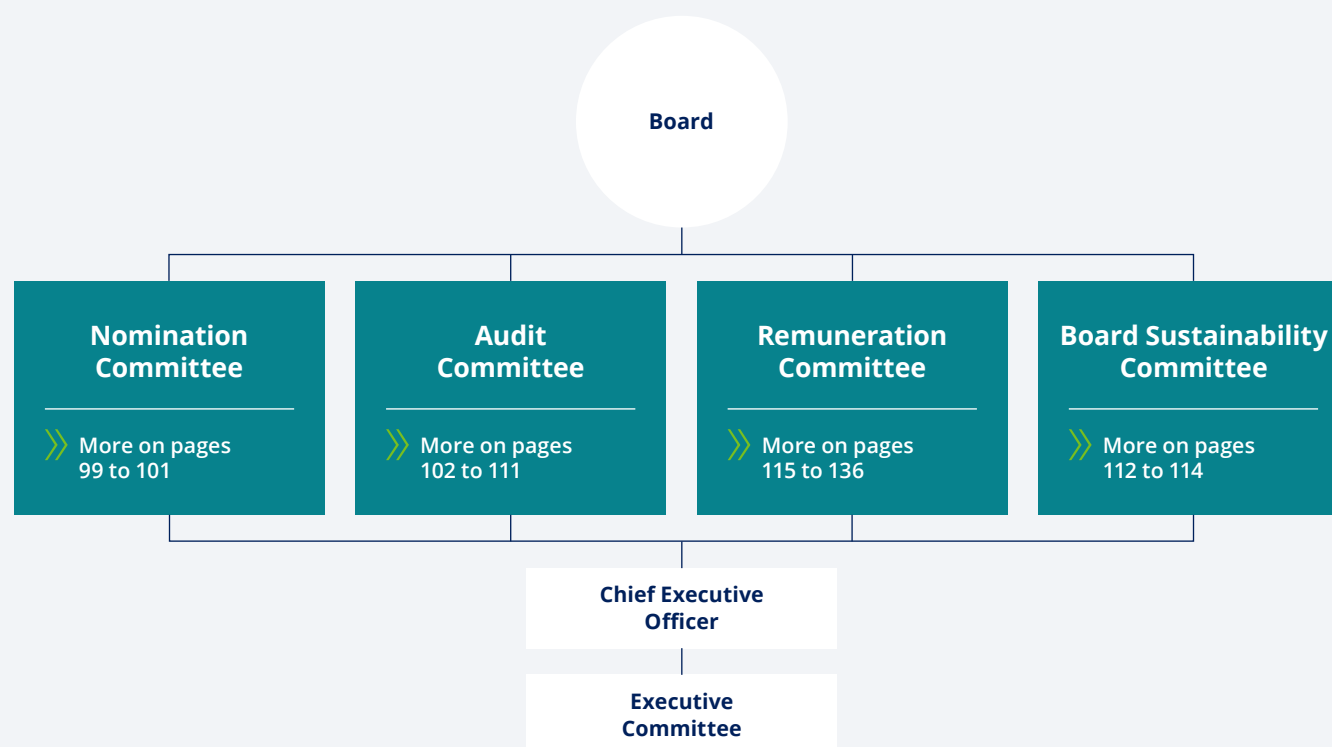 Board
Nomination
Committee
More on pages
99 to 101
Audit
Committee
More on pages
102 to 111
Remuneration
Committee
More on pages
115 to 136
Board Sustainability
Committee
More on pages
112 to 114
Chief Executive
Officer
Executive
Committee